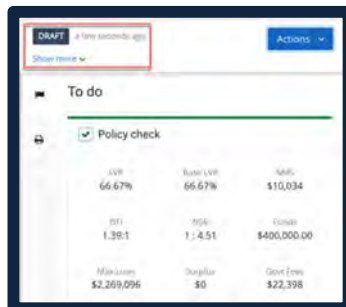 DRAFT a few seconds ago
Actions
Show more
To do
Policy check
LVR Base LVR NMS
66.67% 66.67% $10,034
DTI NSR Funds
1.39:1 1 : 4.51 $400,000.00
Max Loan Surplus Govt Fees
$2,269,096 $0 $22,398